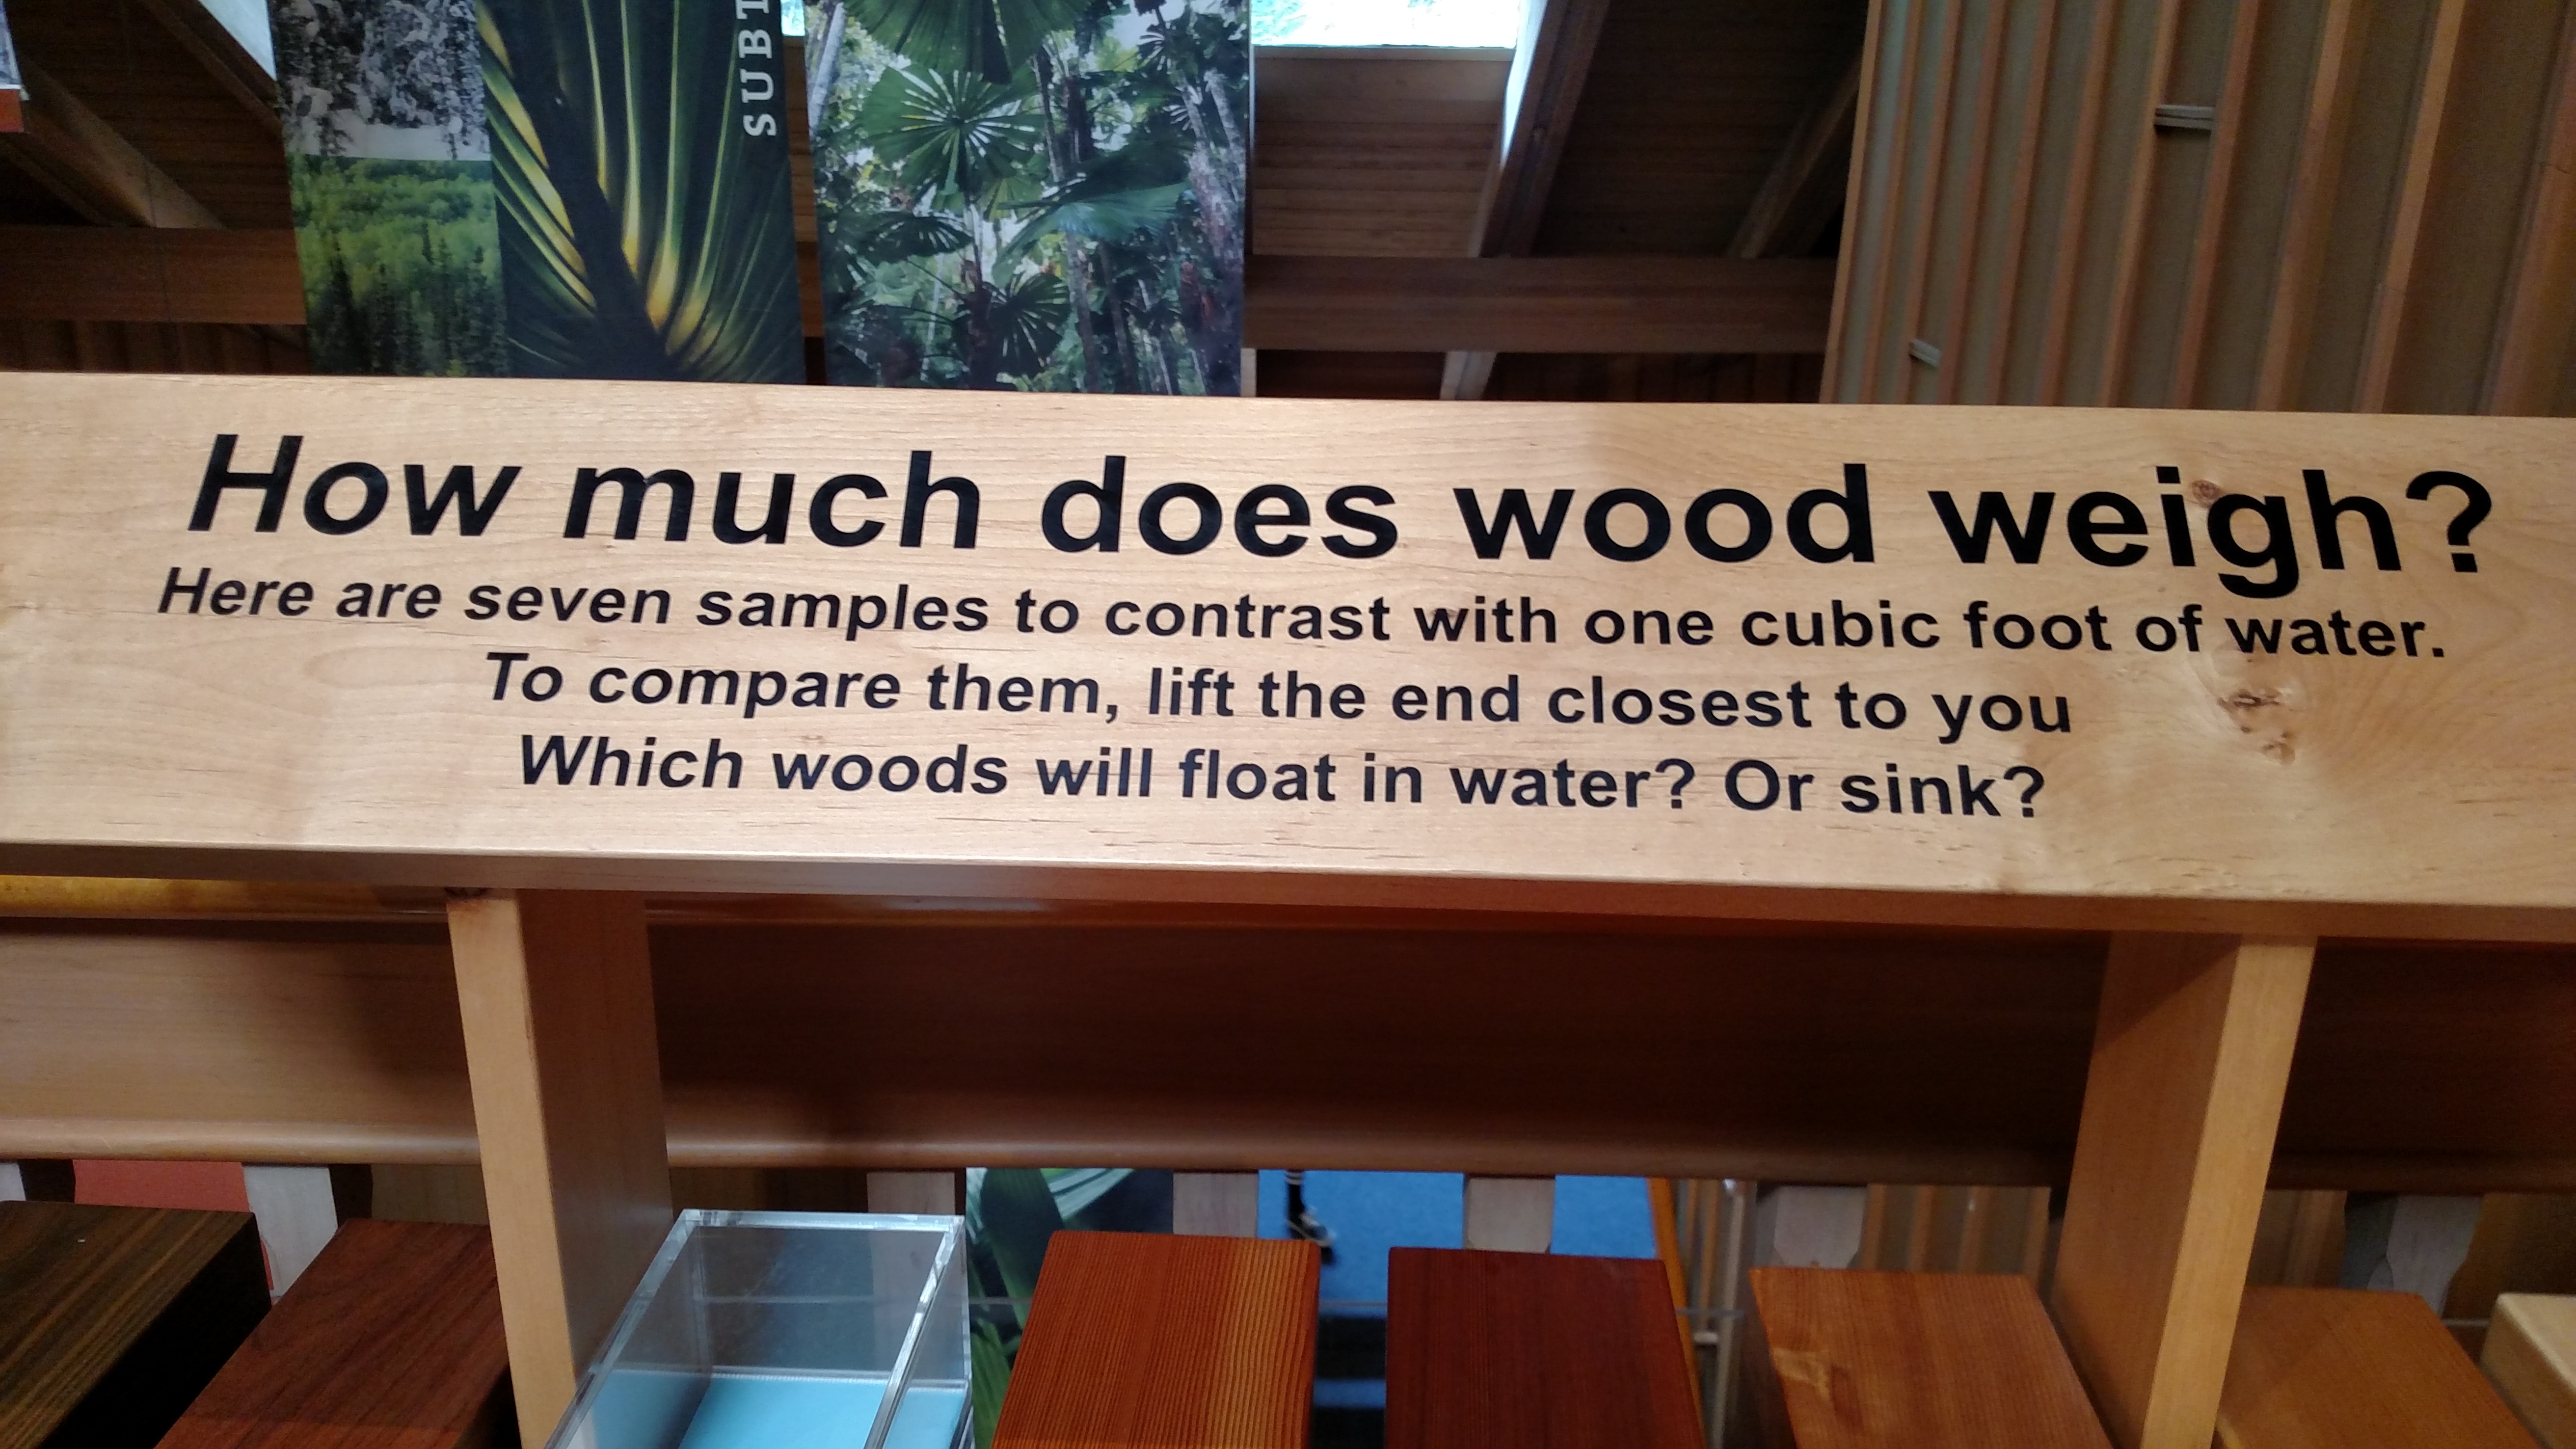 SUBT
How much does wood weigh?
Here are seven samples to contrast with one cubic foot of water.
To compare them, lift the end closest to you
Which woods will float in water? Or sink?